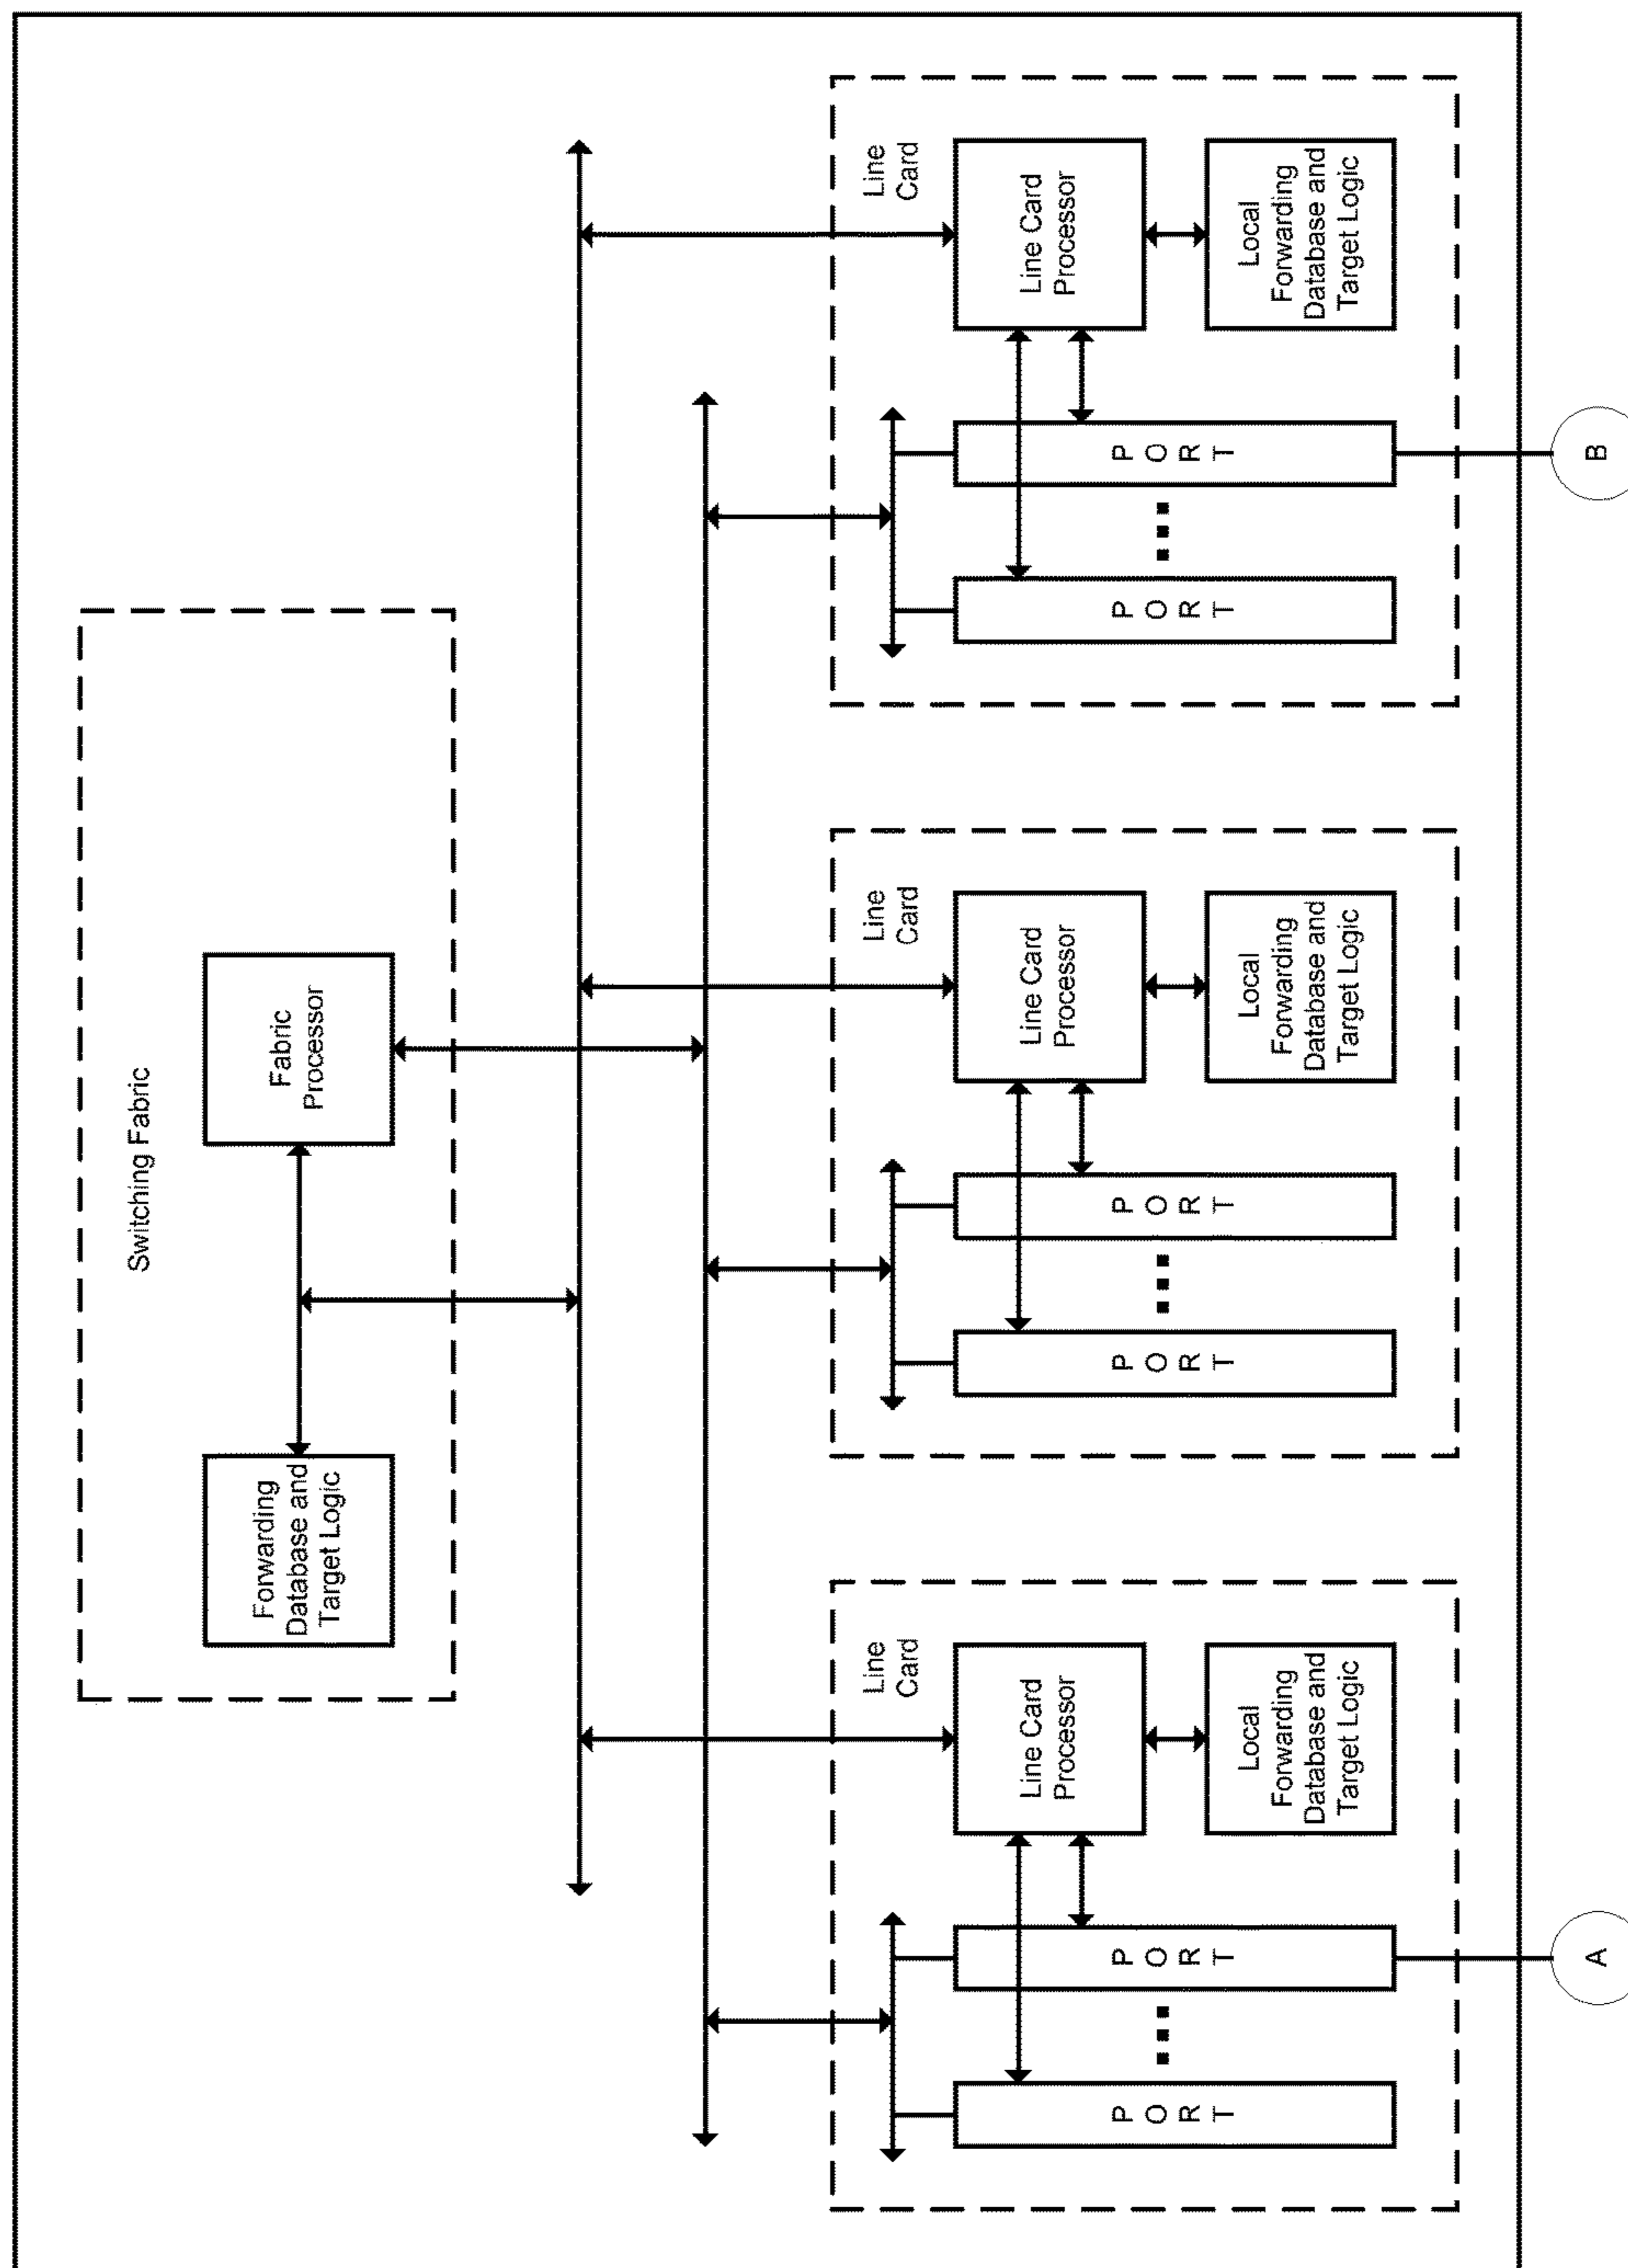 Switching Fabric
Forwarding
Database and
Target Logic
Fabric
Processor
Line
Card
P
O
R
T
P
O
R
T
Line Card
Processor
Local
Forwarding
Database and
Target Logic
Line
Card
P
O
R
T
P
O
R
T
Line Card
Processor
Local
Forwarding
Database and
Target Logic
Line
Card
P
O
R
T
P
O
R
T
Line Card
Processor
Local
Forwarding
Database and
Target Logic
A
B